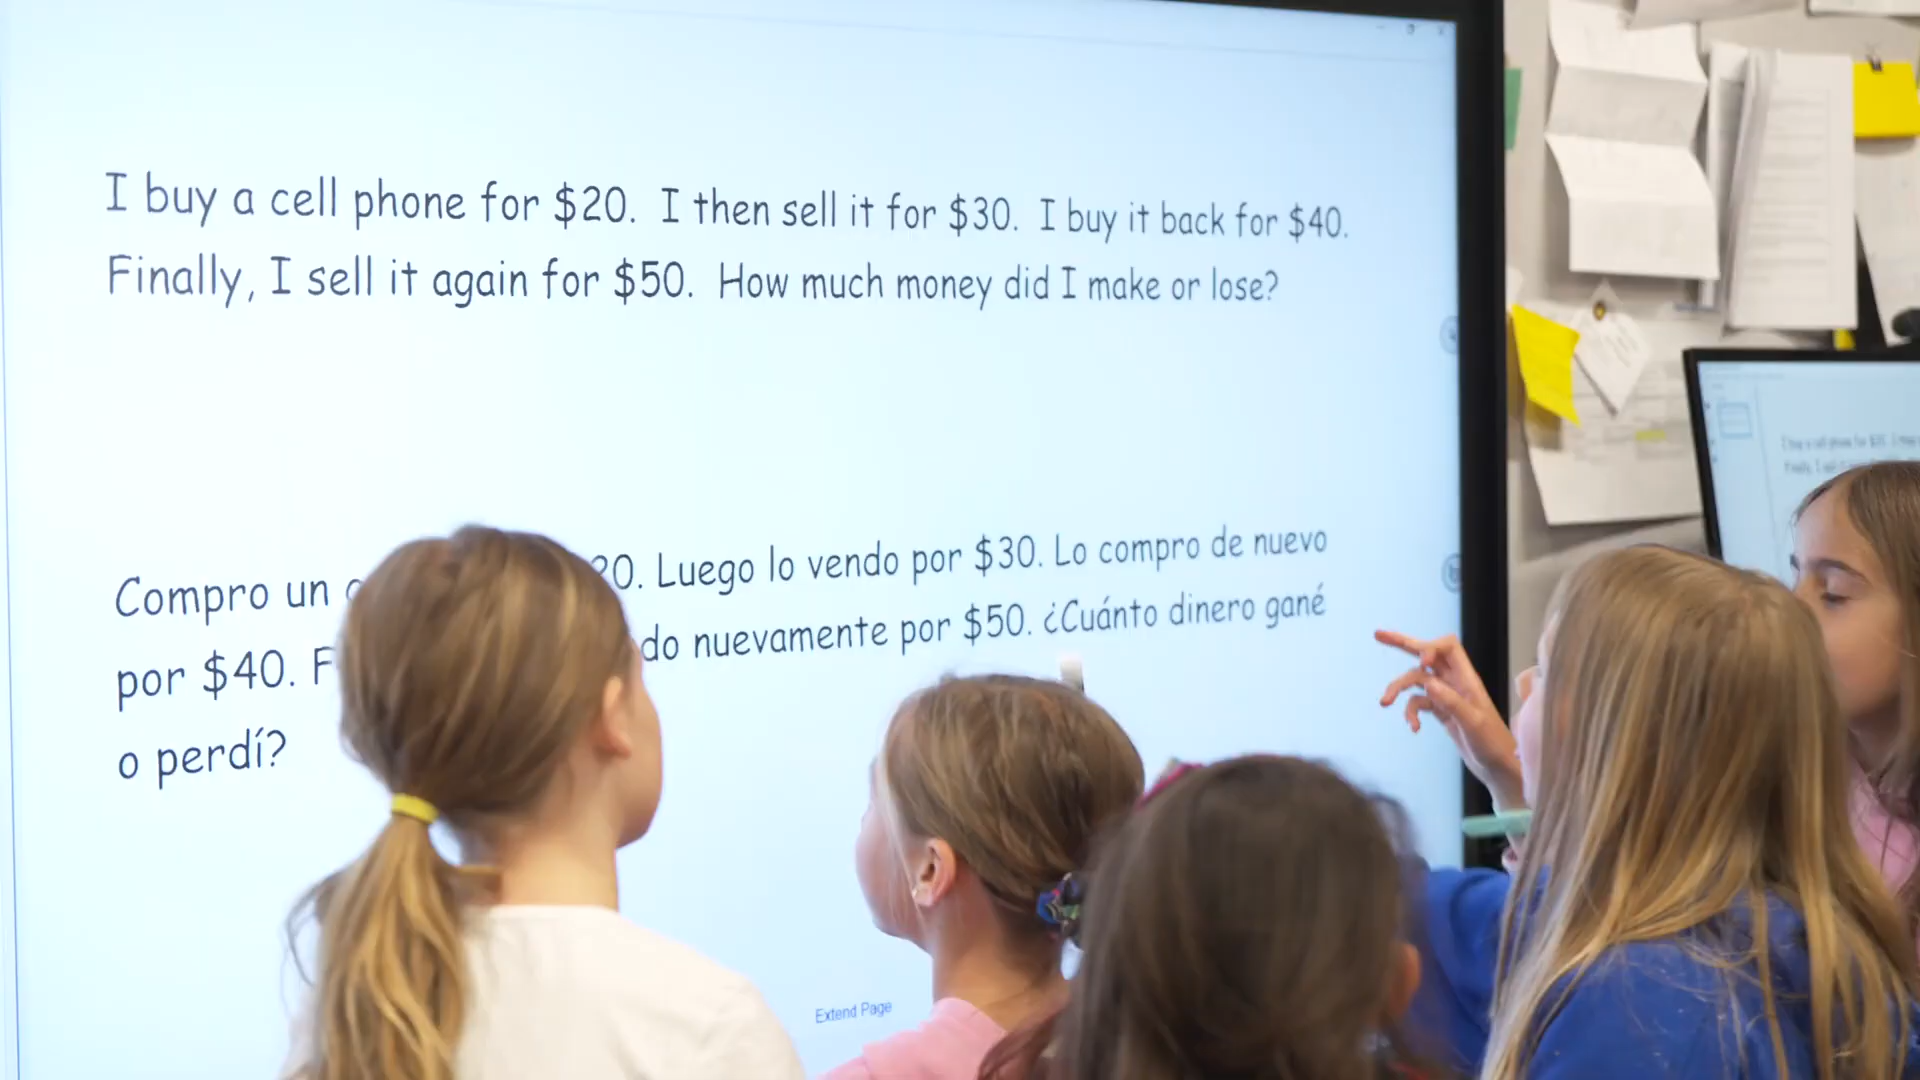 I buy a cell phone for $20. I then sell it for $30. I buy it back for $40.
Finally, I sell it again for $50. How much money did I make or lose?
Compro un 20. Luego lo vendo por $30. Lo compro de nuevo
por $40. F do nuevamente por $50. ¿Cuánto dinero gané
o perdí?
Extend Page